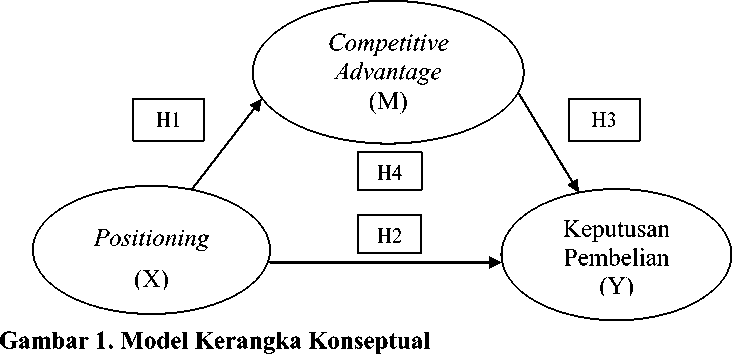 Competitive
Advantage
(M)
H1
H3
H4
H2
Positioning
(X)
Keputusan
Pembelian
(Y)
Gambar 1. Model Kerangka Konseptual